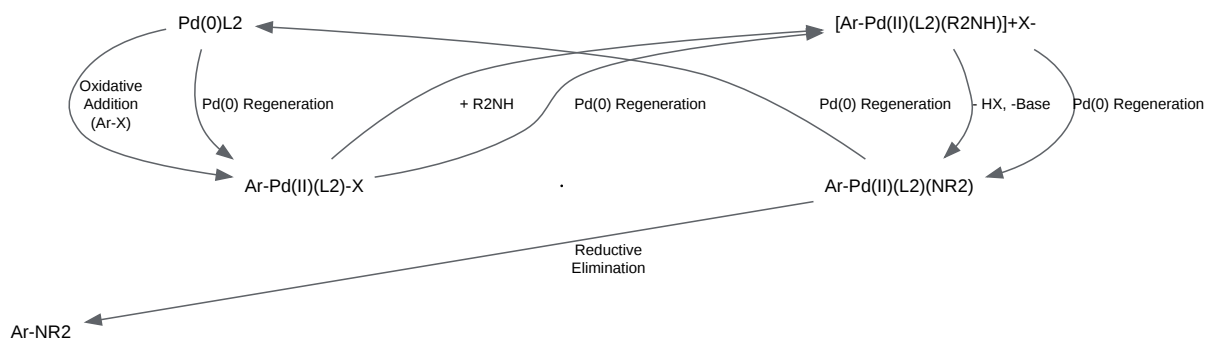 Pd(0)L2
[Ar-Pd(II)(L2)(R2NH)]+X-
Oxidative
Addition
(Ar-X)
Pd(0) Regeneration
+ R2NH
Pd(0) Regeneration
Pd(0) Regeneration
- HX, -Base
Pd(0) Regeneration
Ar-Pd(II)(L2)-X
.
Ar-Pd(II)(L2)(NR2)
Reductive
Elimination
Ar-NR2